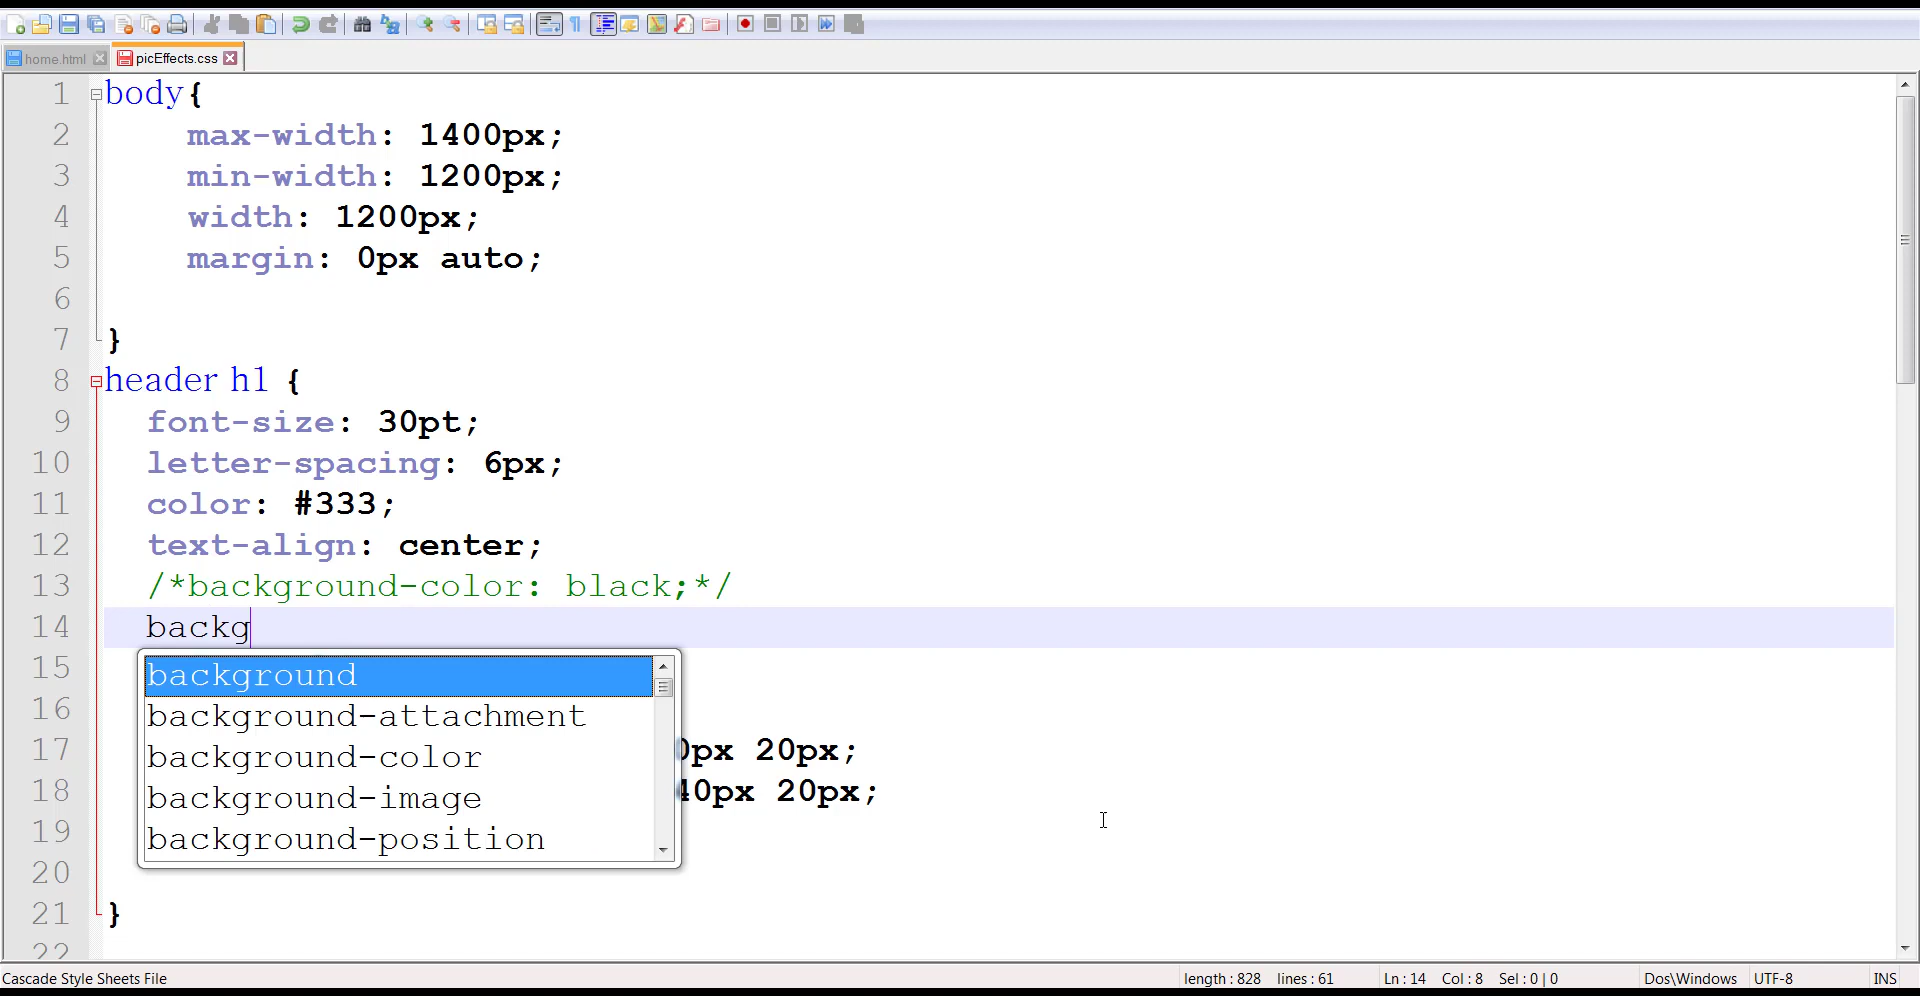 home.html
picEffects.css
1 body{
2 max-width: 1400px;
3 min-width: 1200px;
4 width: 1200px;
5 margin: 0px auto;
6
7 }
8 header h1 {
9 font-size: 30pt;
10 letter-spacing: 6px;
11 color: #333;
12 text-align: center;
13 /*background-color: black;*/
14 backg
15 background
16 background-attachment
17 background-color 0px 20px;
18 background-image 40px 20px;
19 background-position
20
21 }
22
Cascade Style Sheets File length : 828 lines : 61 Ln : 14 Col : 8 Sel : 0 | 0 Dos\Windows UTF-8 INS